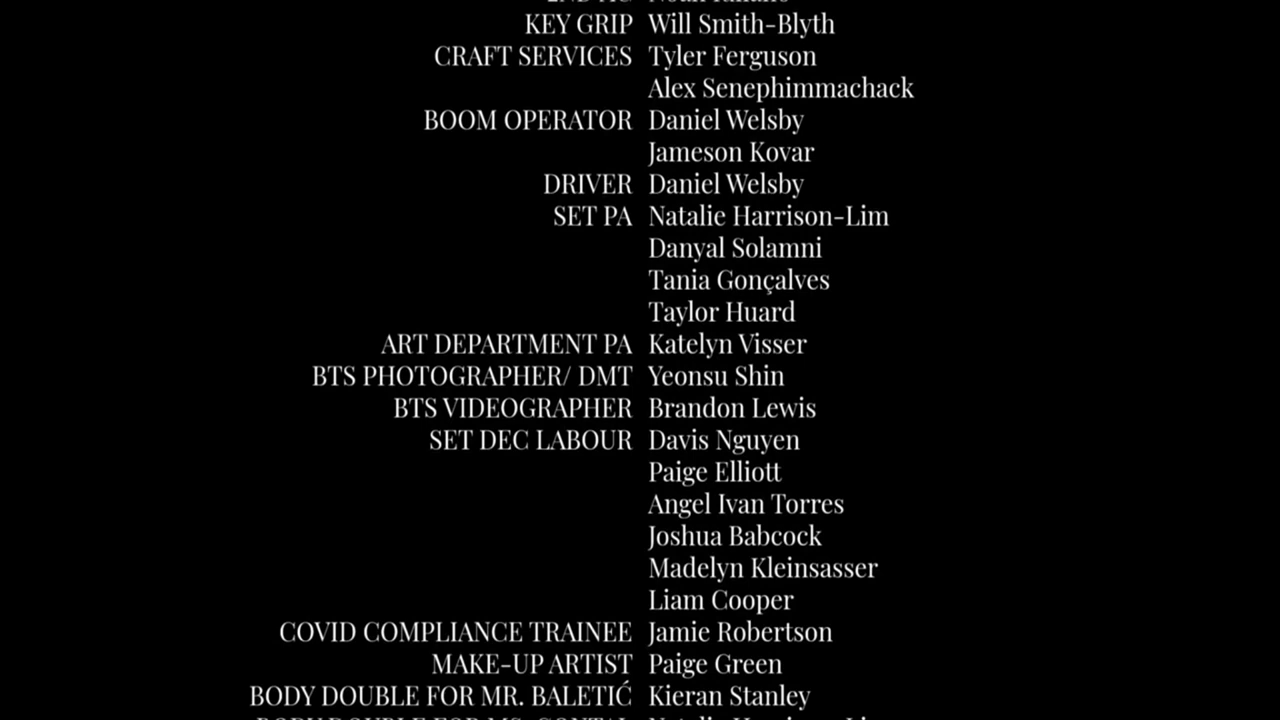 KEY GRIP Will Smith-Blyth
CRAFT SERVICES Tyler Ferguson
Alex Senephimmachack
BOOM OPERATOR Daniel Welsby
Jameson Kovar
DRIVER Daniel Welsby
SET PA Natalie Harrison-Lim
Danyal Solamni
Tania Gonçalves
Taylor Huard
ART DEPARTMENT PA Katelyn Visser
BTS PHOTOGRAPHER/ DMT Yeonsu Shin
BTS VIDEOGRAPHER Brandon Lewis
SET DEC LABOUR Davis Nguyen
Paige Elliott
Angel Ivan Torres
Joshua Babcock
Madelyn Kleinsasser
Liam Cooper
COVID COMPLIANCE TRAINEE Jamie Robertson
MAKE-UP ARTIST Paige Green
BODY DOUBLE FOR MR. BALETIĆ Kieran Stanley